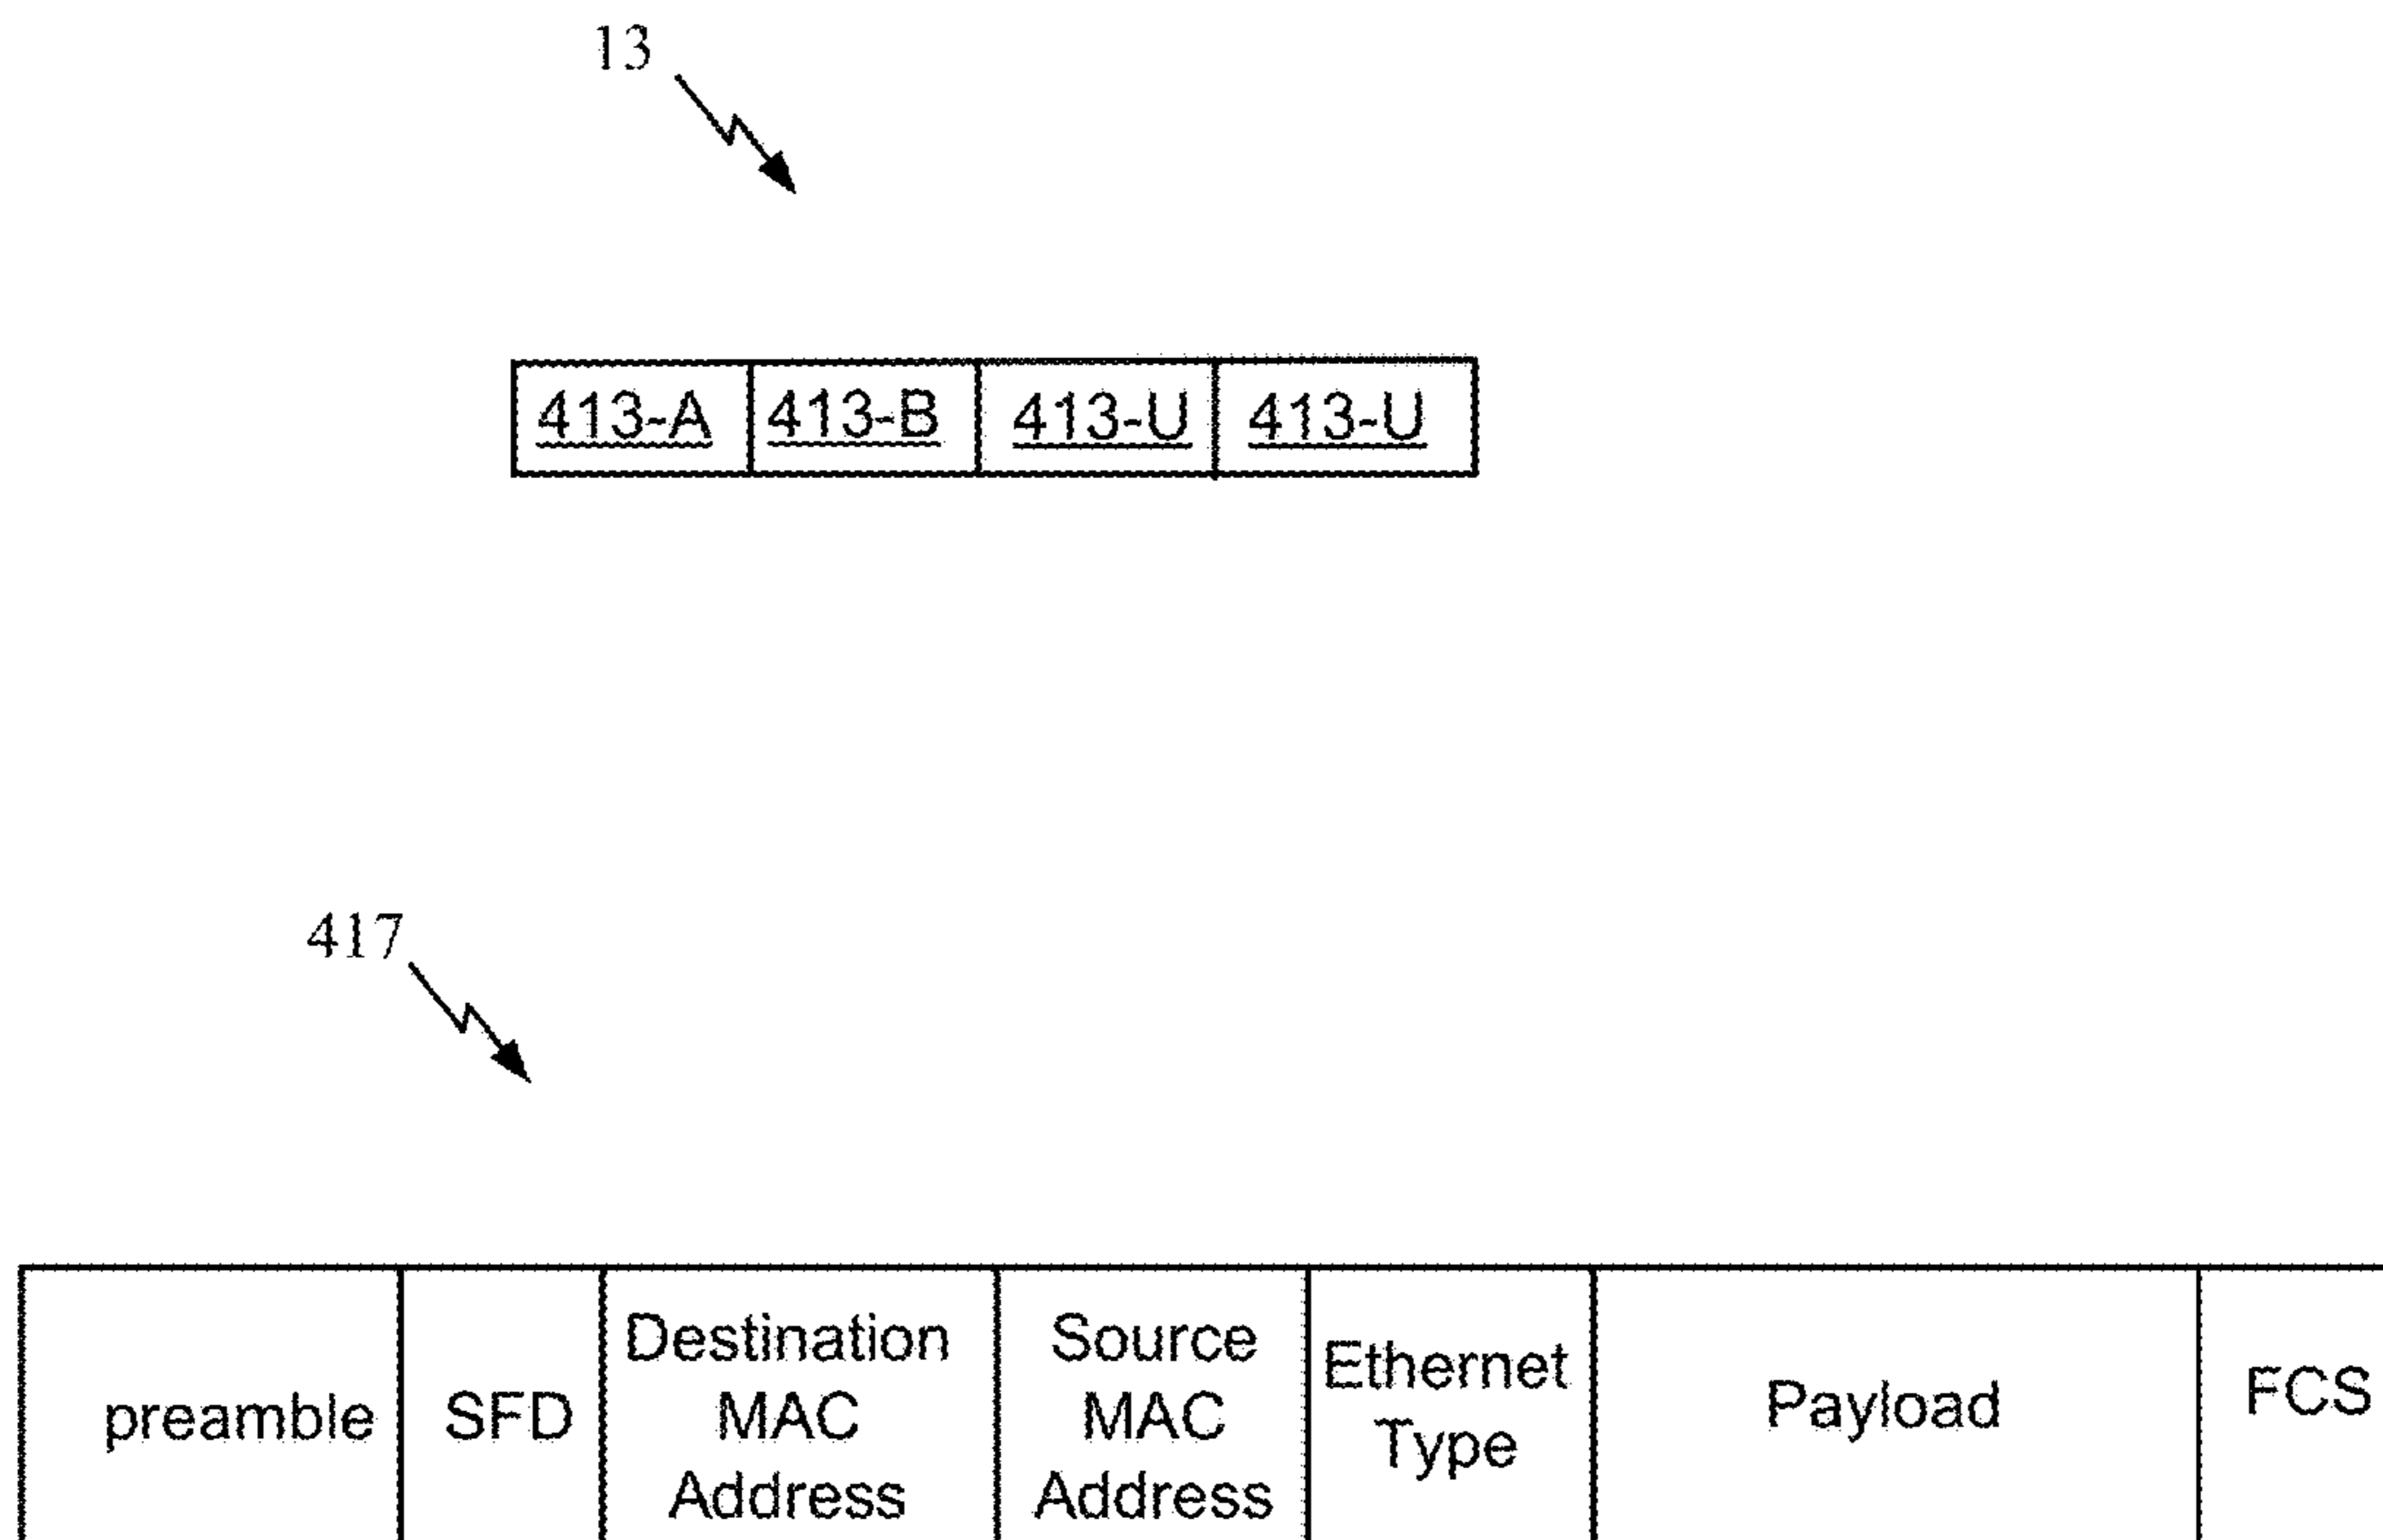 13
413-A 413-B 413-U 413-U
417
preamble
SFD
Destination
MAC
Address
Source
MAC
Address
Ethernet
Type
Payload
FCS